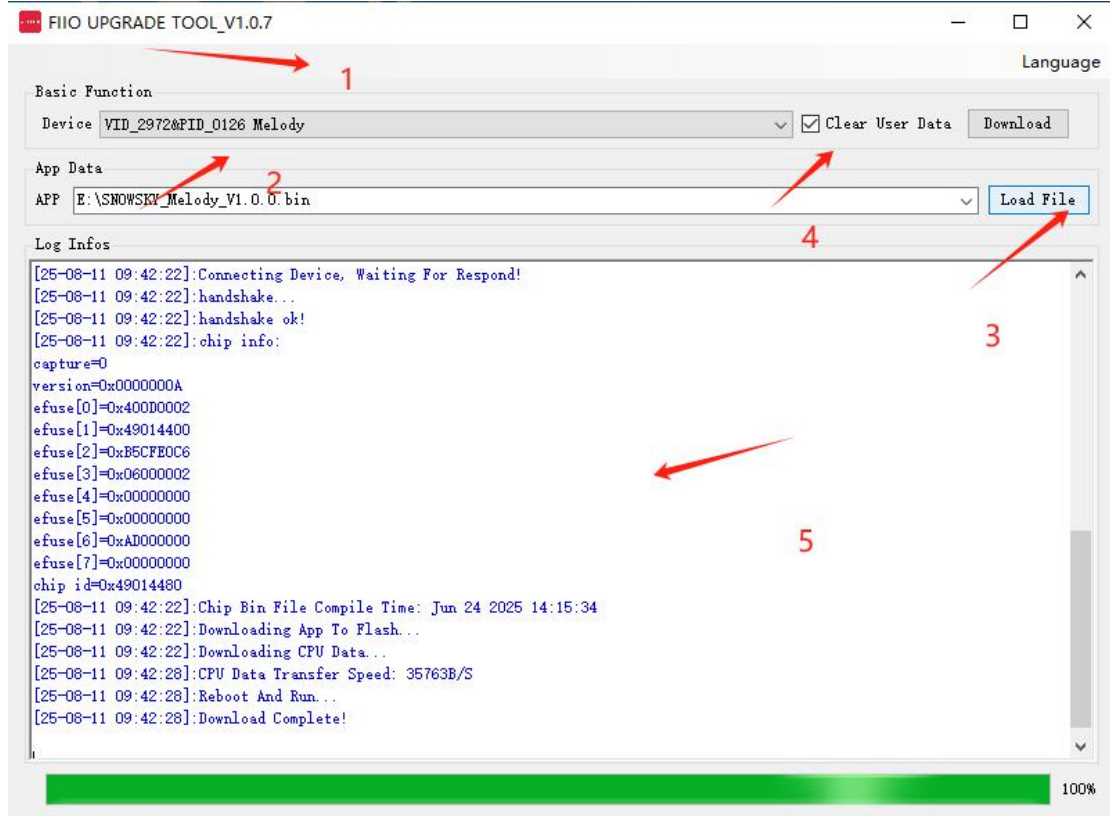 FIIO UPGRADE TOOL_V1.0.7
Language
1
Basic Function
Device VID_2972&PID_0126 Melody Clear User Data Download
App Data
2
APP E:\SNOWSKY_Melody_V1.0.0.bin Load File
4
Log Infos
[25-08-11 09:42:22]:Connecting Device, Waiting For Respond!
[25-08-11 09:42:22]:handshake...
[25-08-11 09:42:22]:handshake ok!
3
[25-08-11 09:42:22]:chip info:
capture=0
version=0x0000000A
efuse[0]=0x400D0002
efuse[1]=0x49014400
efuse[2]=0xB5CFE0C6
efuse[3]=0x06000002
efuse[4]=0x00000000
efuse[5]=0x00000000
efuse[6]=0xAD000000
5
efuse[7]=0x00000000
chip id=0x49014480
[25-08-11 09:42:22]:Chip Bin File Compile Time: Jun 24 2025 14:15:34
[25-08-11 09:42:22]:Downloading App To Flash...
[25-08-11 09:42:22]:Downloading CPU Data...
[25-08-11 09:42:28]:CPU Data Transfer Speed: 35763B/S
[25-08-11 09:42:28]:Reboot And Run...
[25-08-11 09:42:28]:Download Complete!
100%